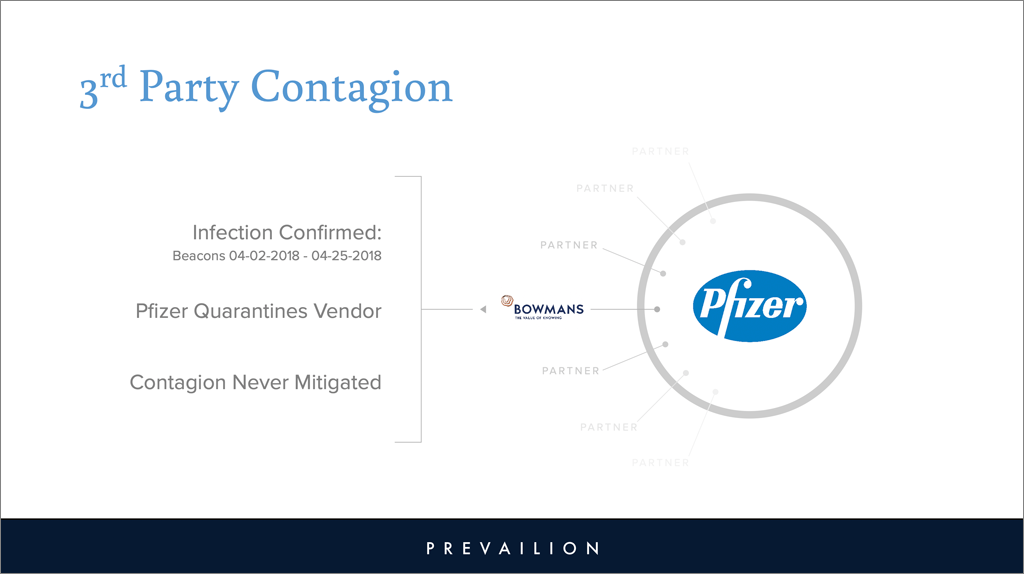 3rd Party Contagion
Infection Confirmed:
Beacons 04-02-2018 - 04-25-2018
Pfizer Quarantines Vendor
Contagion Never Mitigated
PARTNER
PARTNER
PARTNER
BOWMANS
THE VALUE OF KNOWING
PARTNER
PARTNER
PARTNER
Pfizer
PREVAILION